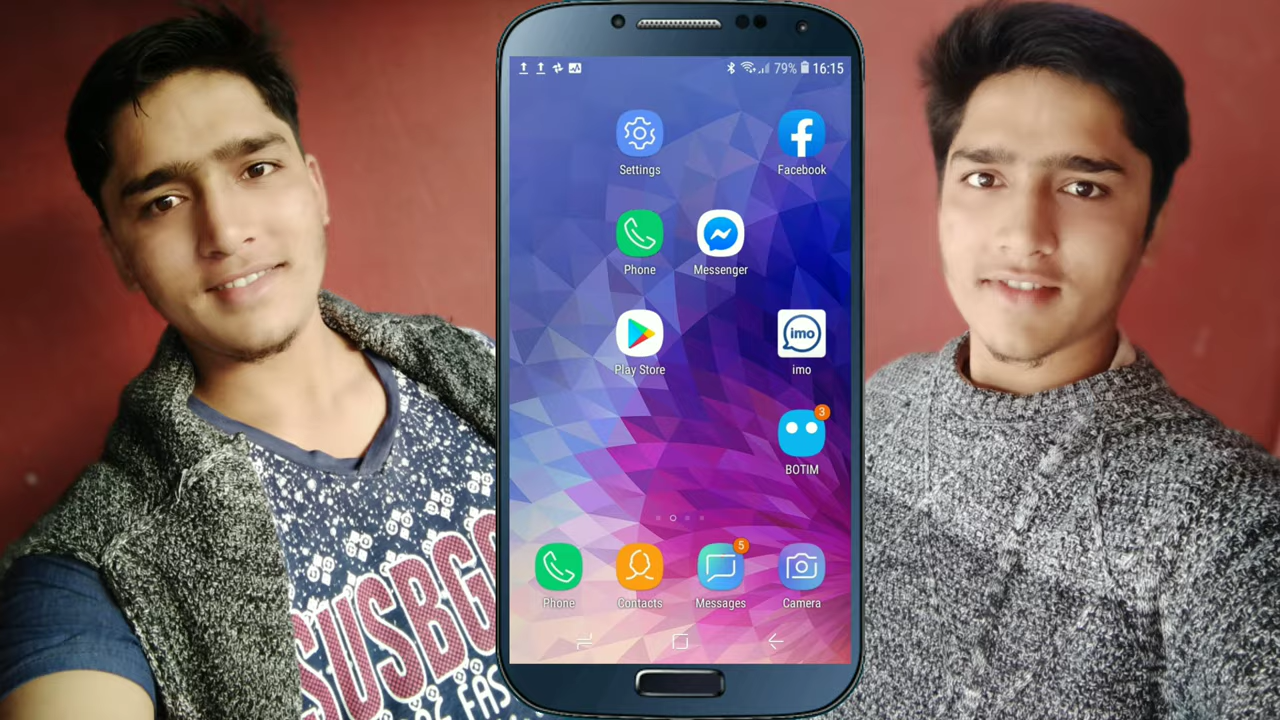 79% 16:15
Settings
Facebook
Phone
Messenger
Play Store
imo
imo
3
BOTIM
5
Phone
Contacts
Messages
Camera
SUSBG